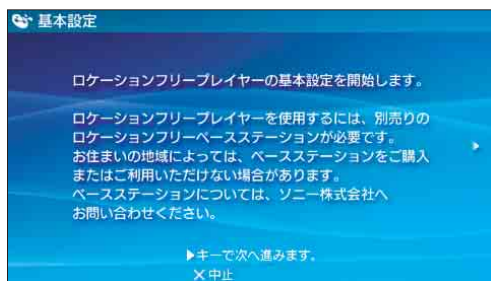 基本設定
ロケーションフリープレイヤーの基本設定を開始します。
ロケーションフリープレイヤーを使用するには、別売りの
ロケーションフリーベースステーションが必要です。
お住まいの地域によっては、ベースステーションをご購入
またはご利用いただけない場合があります。
ベースステーションについては、ソニー株式会社へ
お問い合わせください。
▶キーで次へ進みます。
✕中止